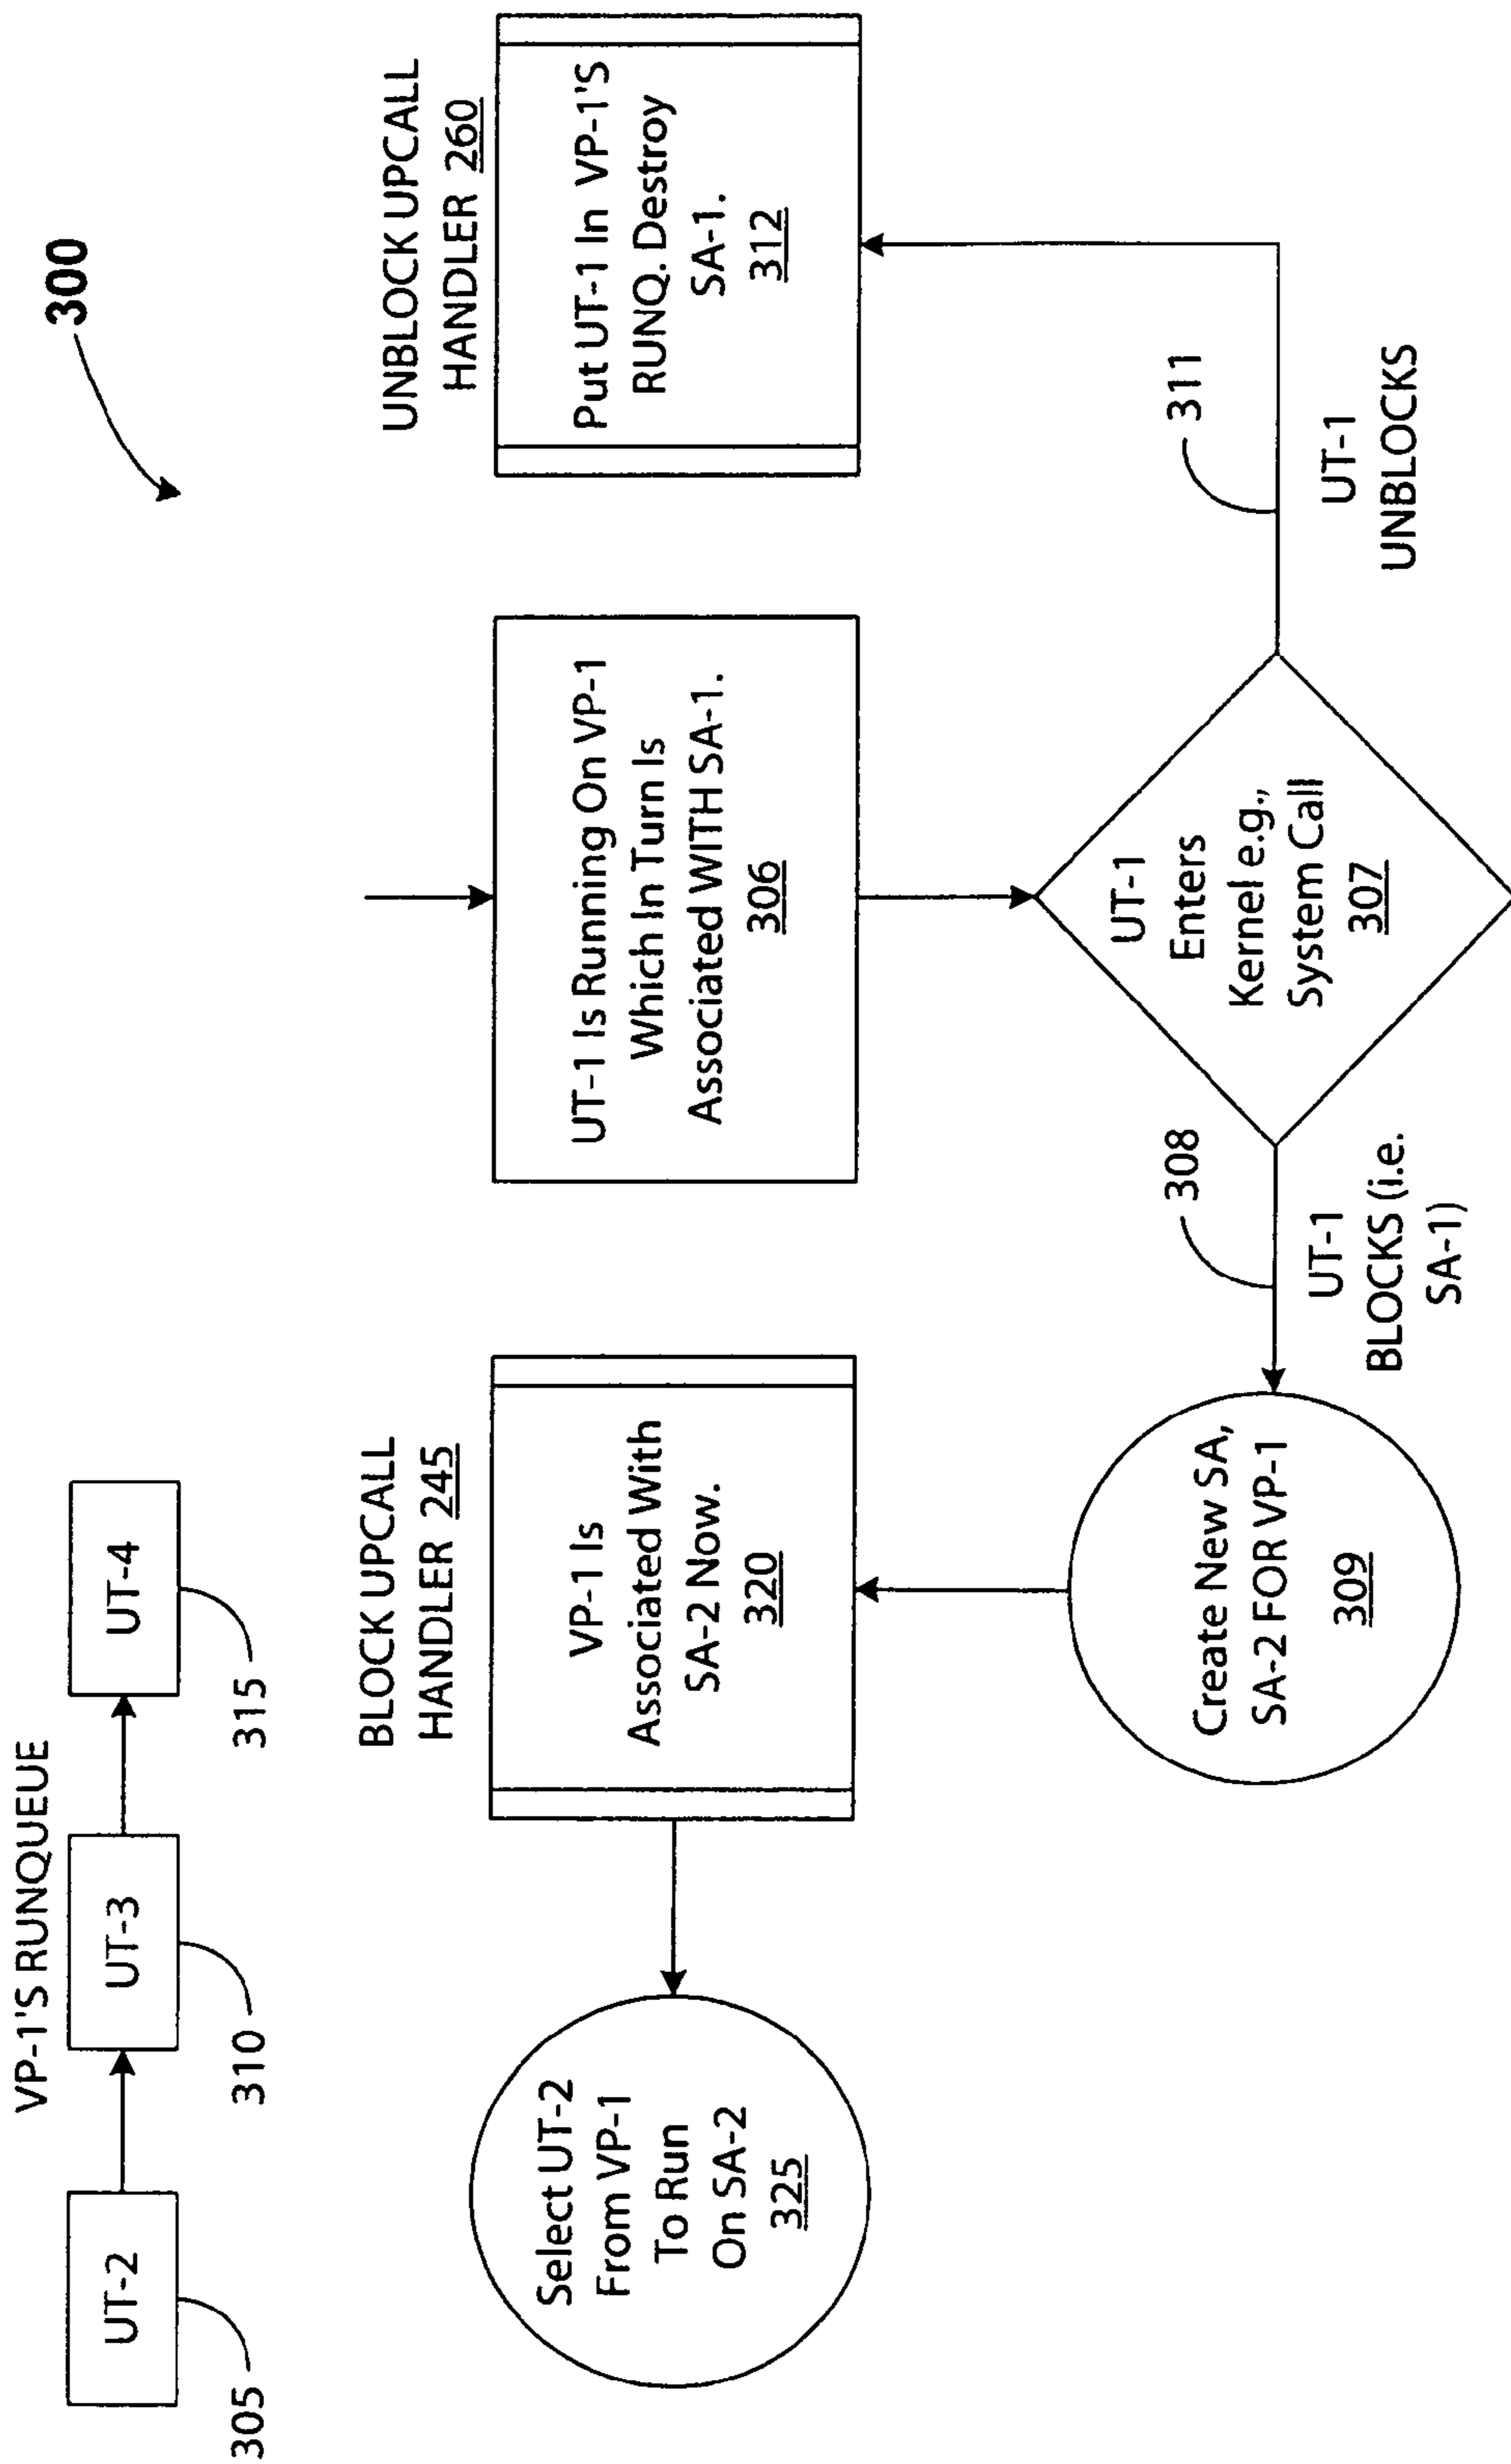 300
VP-1'S RUNQUEUE
UT-2
UT-3
UT-4
305
310
315
BLOCK UPCALL
HANDLER 245
UNBLOCK UPCALL
HANDLER 260
Select UT-2
From VP-1
To Run
On SA-2
325
VP-1 Is
Associated With
SA-2 Now.
320
UT-1 Is Running On VP-1
Which In Turn Is
Associated WITH SA-1.
306
Put UT-1 In VP-1'S
RUNQ. Destroy
SA-1.
312
Create New SA,
SA-2 FOR VP-1
309
308
UT-1
BLOCKS (i.e.
SA-1)
UT-1
Enters
Kernel e.g.,
System Call
307
311
UT-1
UNBLOCKS